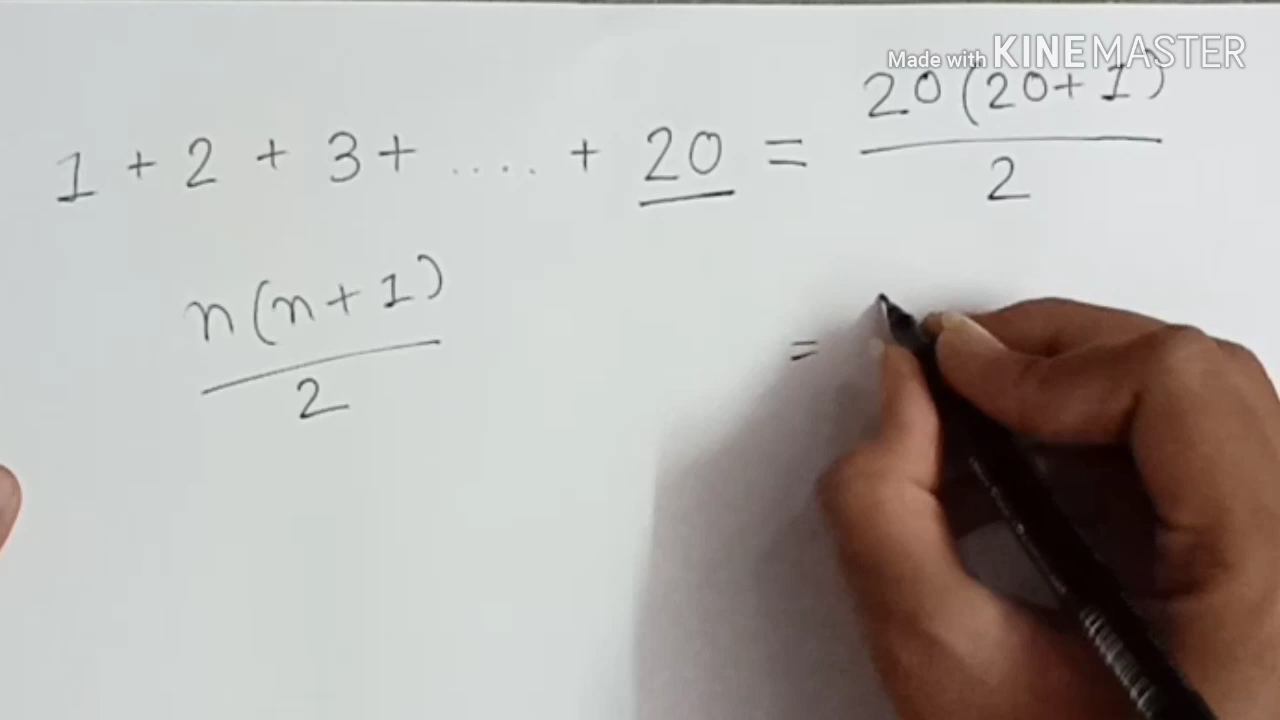 Made with KINEMASTER
1 + 2 + 3 + .... + 20 = 20(20+1)
2
n(n+1)
2
=